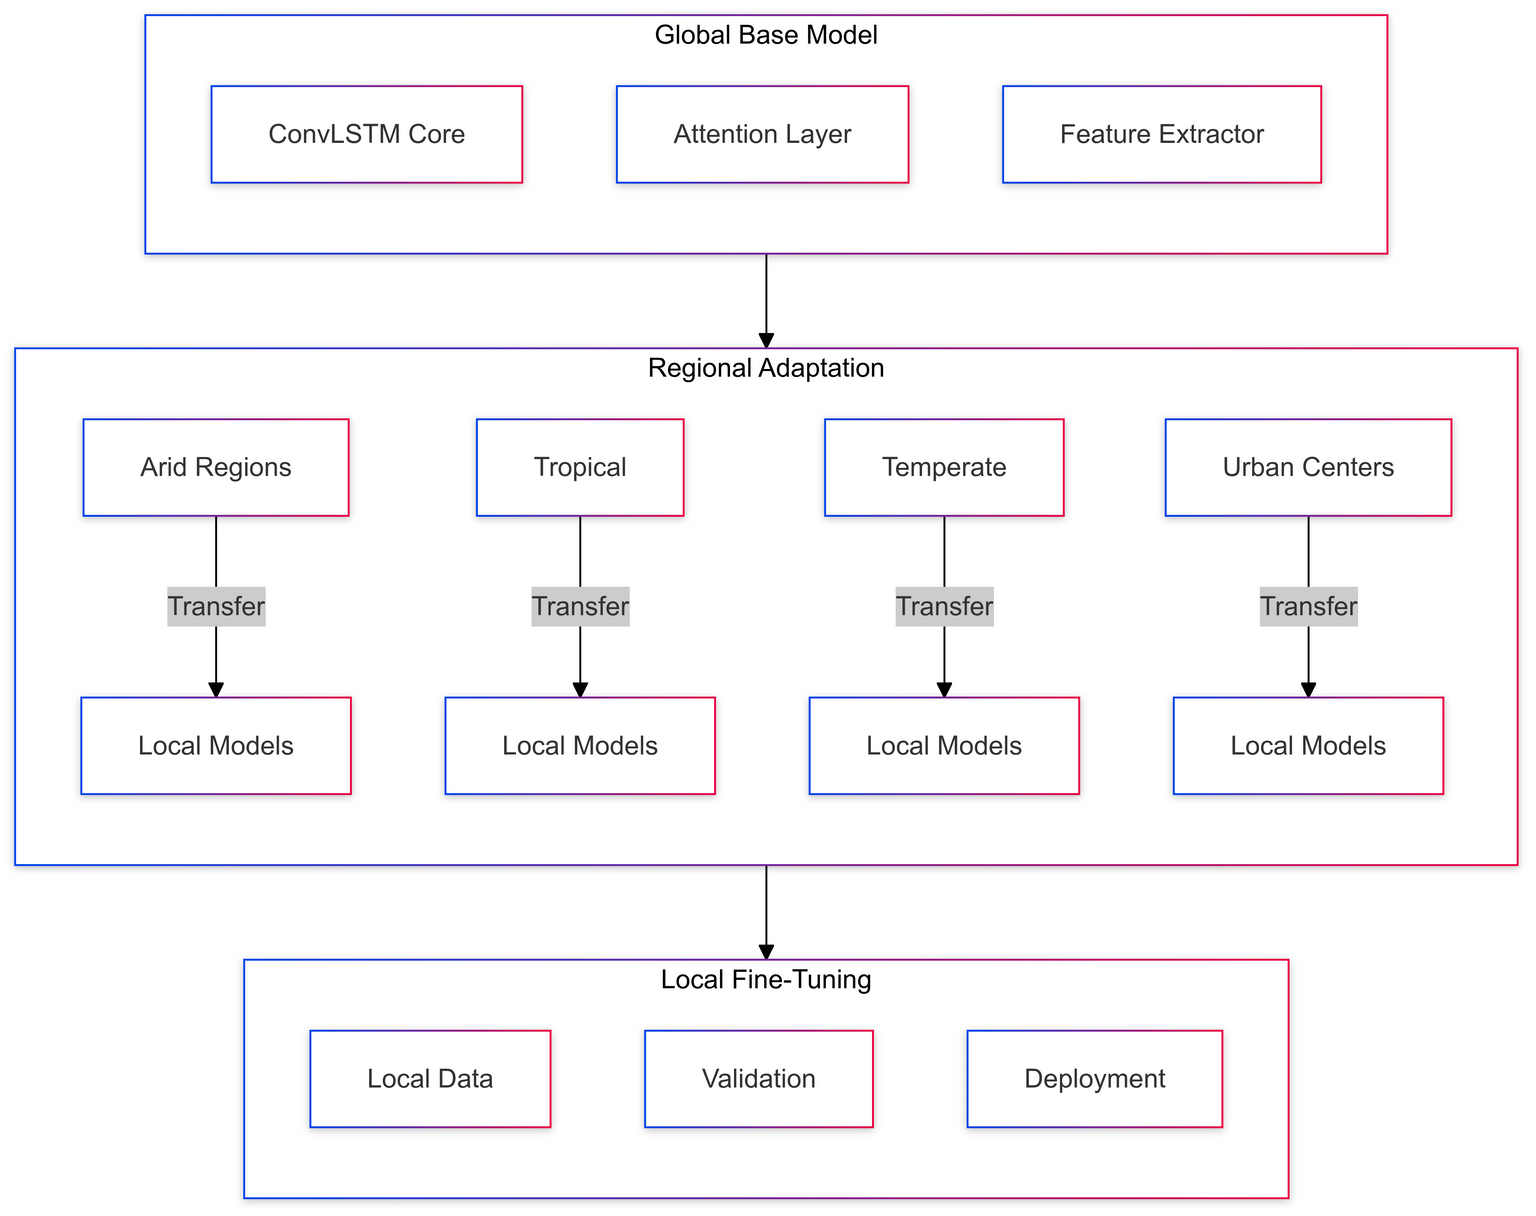 Global Base Model
ConvLSTM Core
Attention Layer
Feature Extractor
Regional Adaptation
Arid Regions
Tropical
Temperate
Urban Centers
Transfer
Transfer
Transfer
Transfer
Local Models
Local Models
Local Models
Local Models
Local Fine-Tuning
Local Data
Validation
Deployment